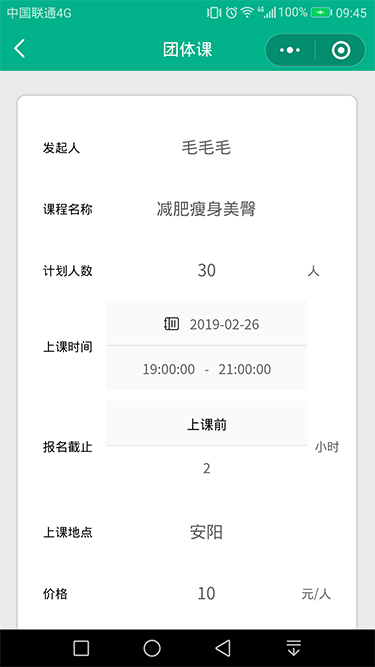 中国联通4G 4G 100% 09:45
团体课
发起人 毛毛毛
课程名称 减肥瘦身美臀
计划人数 30 人
上课时间 2019-02-26
19:00:00 - 21:00:00
报名截止 上课前 小时
2
上课地点 安阳
价格 10 元/人